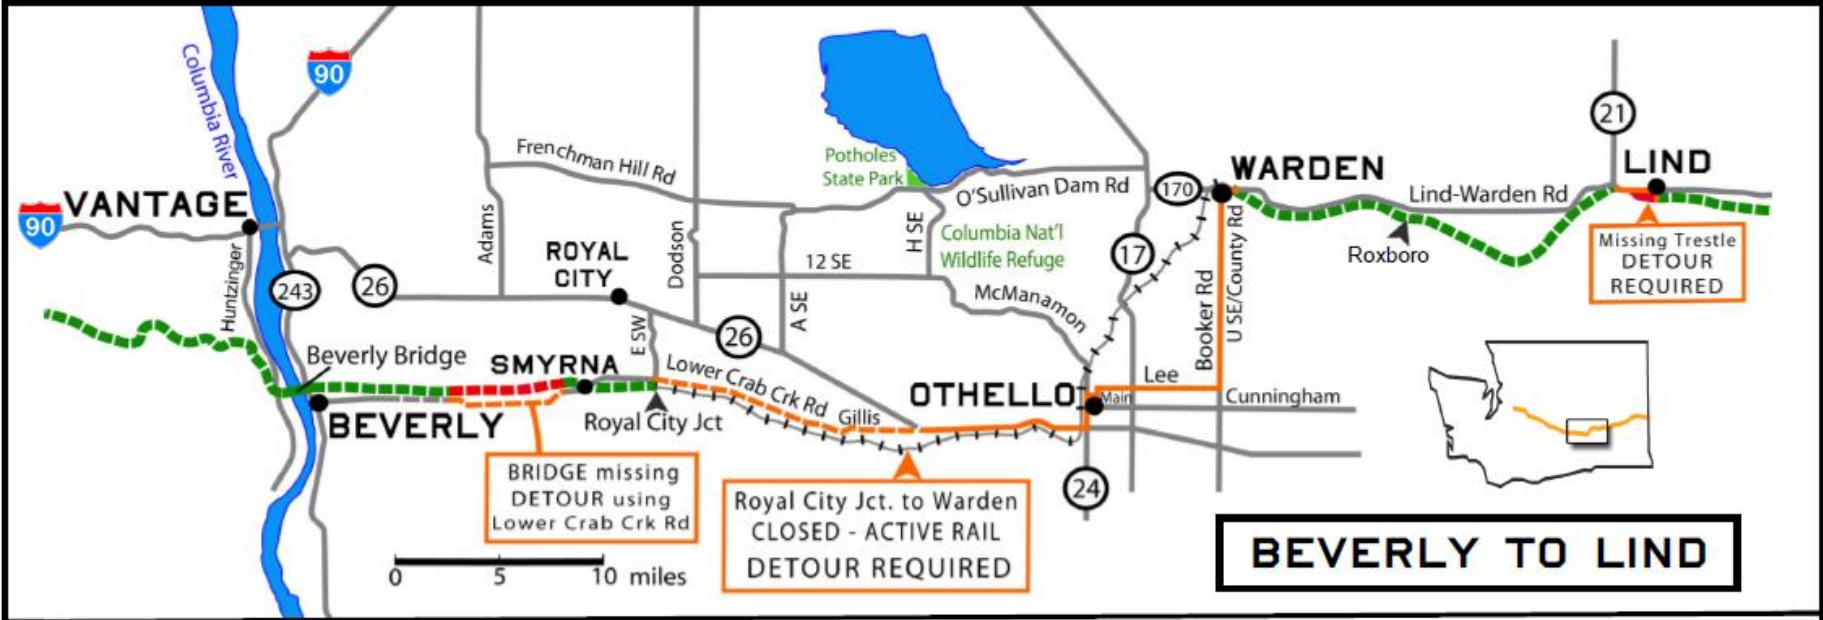 Columbia River
90
90
VANTAGE
Huntzinger
243
26
Adams
Frenchman Hill Rd
ROYAL
CITY
Dodson
Potholes
State Park
H SE
O'Sullivan Dam Rd
Columbia Nat'l
Wildlife Refuge
12 SE
A SE
McManamon
17
170
WARDEN
Booker Rd
U SE/County Rd
Lind-Warden Rd
Roxboro
21
LIND
Missing Trestle
DETOUR
REQUIRED
Beverly Bridge
BEVERLY
SMYRNA
E SW
26
Lower Crab Crk Rd
Gillis
Royal City Jct
OTHELLO
Main
Lee
Cunningham
24
BRIDGE missing
DETOUR using
Lower Crab Crk Rd
Royal City Jct. to Warden
CLOSED - ACTIVE RAIL
DETOUR REQUIRED
0 5 10 miles
BEVERLY TO LIND